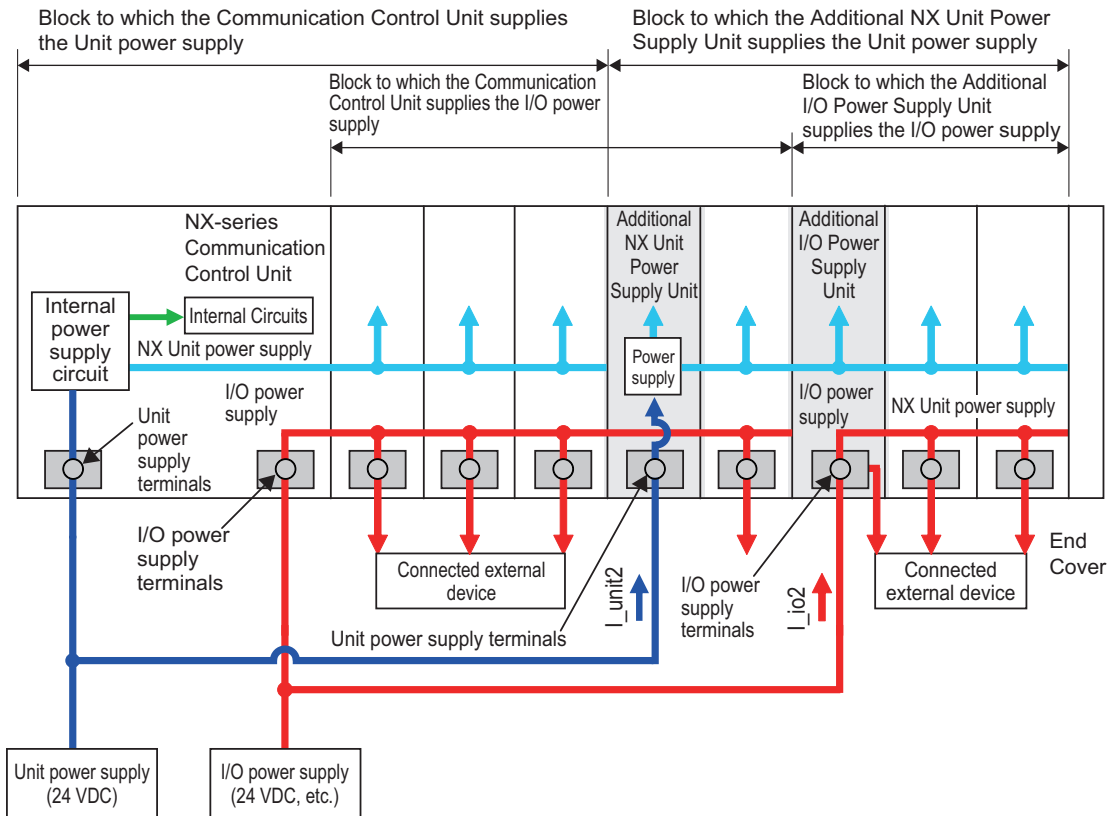 Block to which the Communication Control Unit supplies
the Unit power supply
Block to which the Additional NX Unit Power
Supply Unit supplies the Unit power supply
Block to which the Communication
Control Unit supplies the I/O power
supply
Block to which the Additional
I/O Power Supply Unit
supplies the I/O power supply
NX-series
Communication
Control Unit
Additional
NX Unit
Power
Supply Unit
Additional
I/O Power
Supply
Unit
Internal
power
supply
circuit
Internal Circuits
NX Unit power supply
Power
supply
I/O power
supply
I/O power
supply
NX Unit power supply
Unit
power
supply
terminals
I/O power
supply
terminals
Connected external
device
Unit power supply terminals
I_unit2
I/O power
supply
terminals
I_io2
Connected
external device
End
Cover
Unit power supply
(24 VDC)
I/O power supply
(24 VDC, etc.)